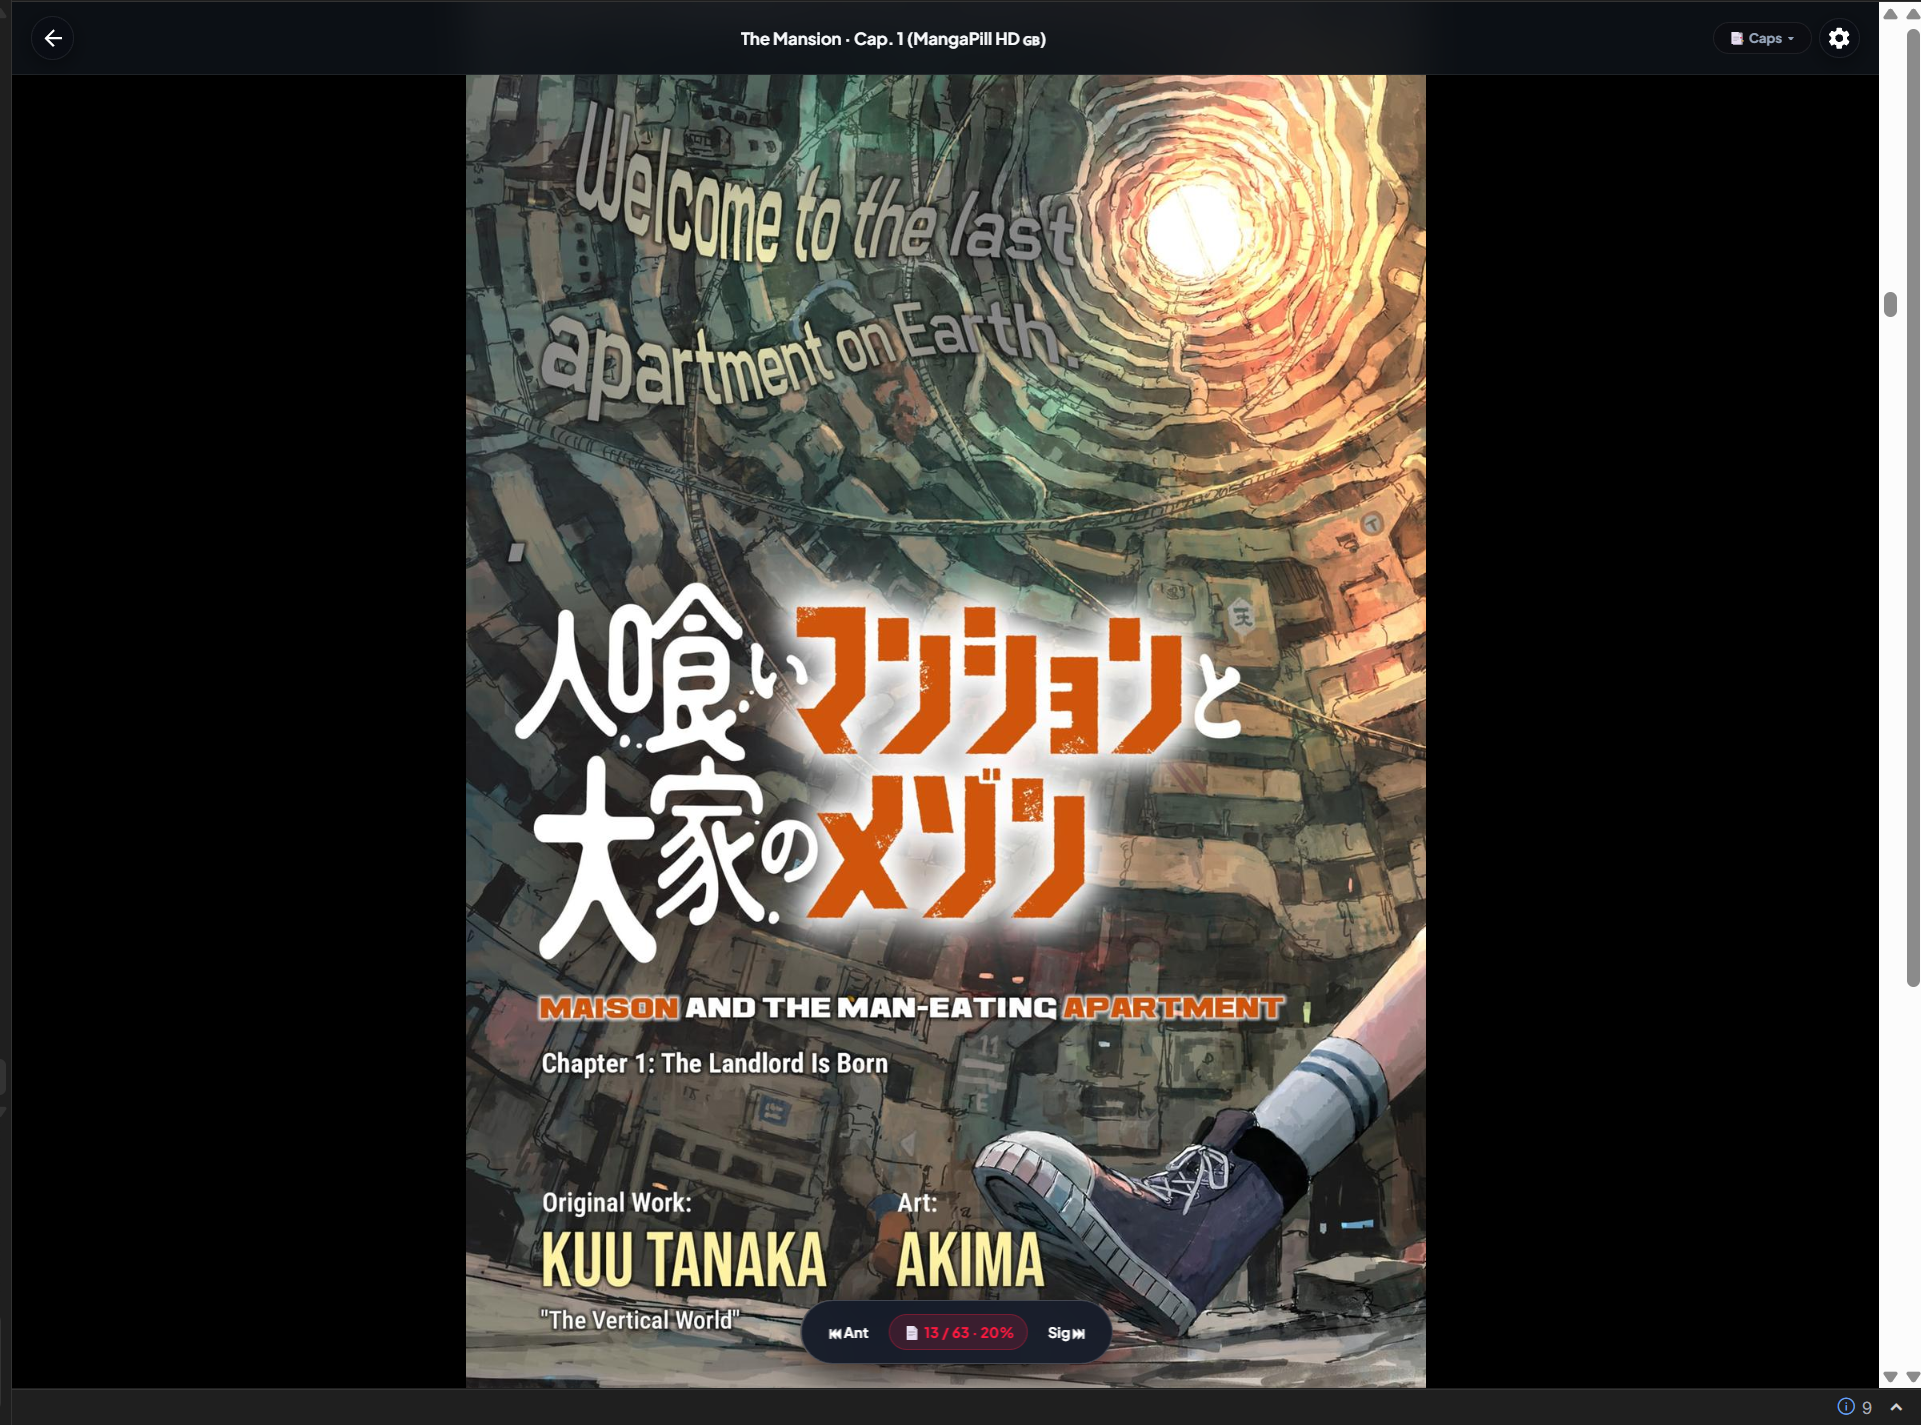 The Mansion · Cap. 1 (MangaPill HD GB)
Caps
Welcome to the last
apartment on Earth.
人喰いマンションと
大家のメゾン
MAISON AND THE MAN-EATING APARTMENT
Chapter 1: The Landlord Is Born
Original Work:
KUU TANAKA
"The Vertical World"
Art:
AKIMA
⏮Ant
13 / 63 · 20%
Sig⏭
9